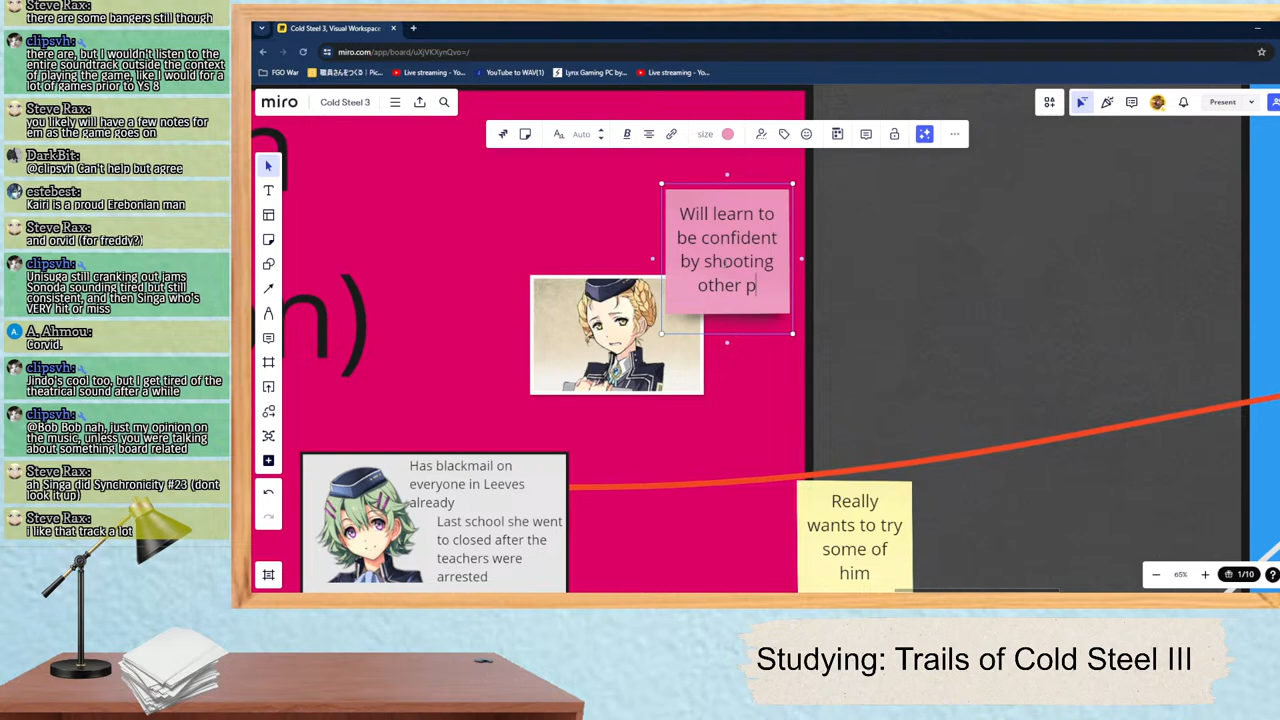 Steve Rax:
there are some bangers still though
clipsvh:
there are, but I wouldn't listen to the
entire soundtrack outside the context
of playing the game, like I would for a
lot of games prior to Ys 8
Steve Rax:
you likely will have a few notes for
em as the game goes on
DarkBit:
@clipsvh Can't help but agree
estebest:
Kairi is a proud Erebonian man
Steve Rax:
and orvid (for freddy?)
clipsvh:
Unisuga still cranking out jams
Sonoda sounding tired but still
consistent, and then Singa who's
VERY hit or miss
A. Ahmou:
Corvid.
clipsvh:
Jindo's cool too, but I get tired of the
theatrical sound after a while
clipsvh:
@Bob Bob nah, just my opinion on
the music, unless you were talking
about something board related
Steve Rax:
ah Singa did Synchronicity #23 (dont
look it up)
Steve Rax:
i like that track a lot
Cold Steel 3, Visual Workspace
miro.com/app/board/uXjVKXynQvo=/
FGO War
職員さんをつくる | Pic...
Live streaming - Yo...
YouTube to WAV(1)
Lynx Gaming PC by...
Live streaming - Yo...
miro
Cold Steel 3
Present
Auto
B
size
n)
Will learn to
be confident
by shooting
other p
Has blackmail on
everyone in Leeves
already
Last school she went
to closed after the
teachers were
arrested
Really
wants to try
some of
him
65%
1/10
Studying: Trails of Cold Steel III